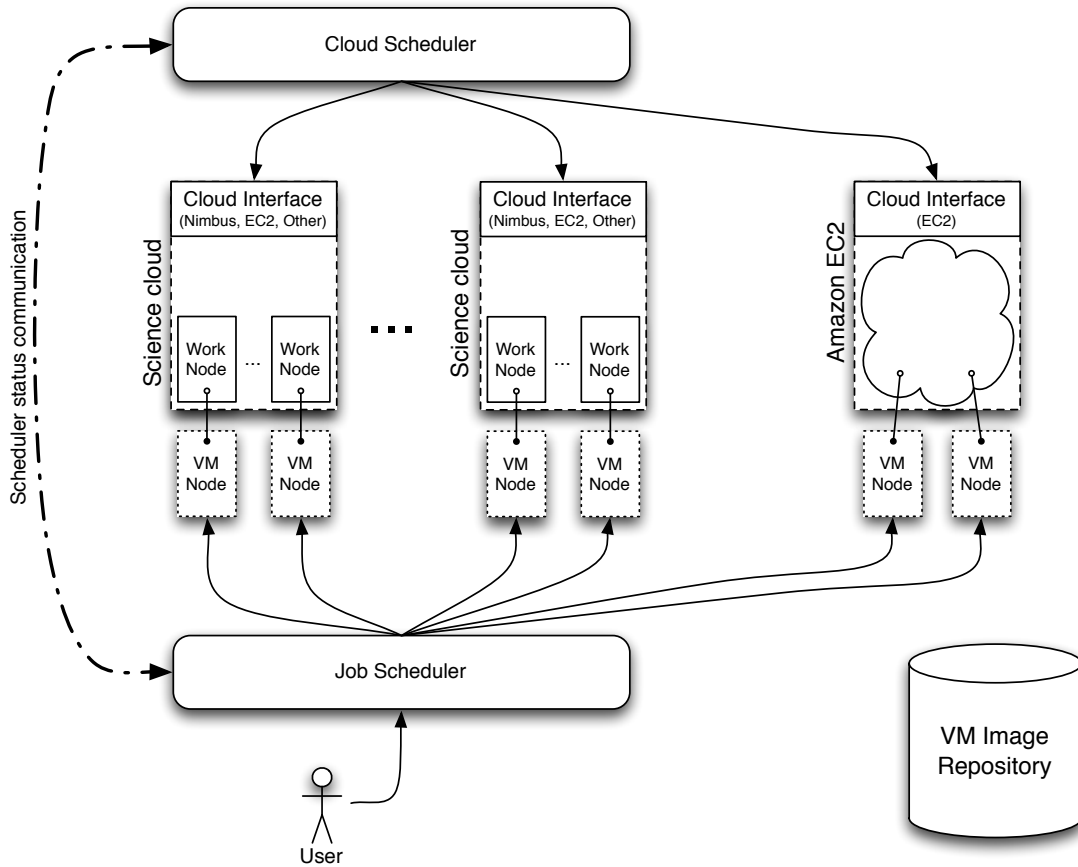 Cloud Scheduler
Scheduler status communication
Science cloud
Cloud Interface
(Nimbus, EC2, Other)
Work
Node
...
Work
Node
VM
Node
VM
Node
Science cloud
Cloud Interface
(Nimbus, EC2, Other)
Work
Node
...
Work
Node
VM
Node
VM
Node
Amazon EC2
Cloud Interface
(EC2)
VM
Node
VM
Node
Job Scheduler
User
VM Image
Repository